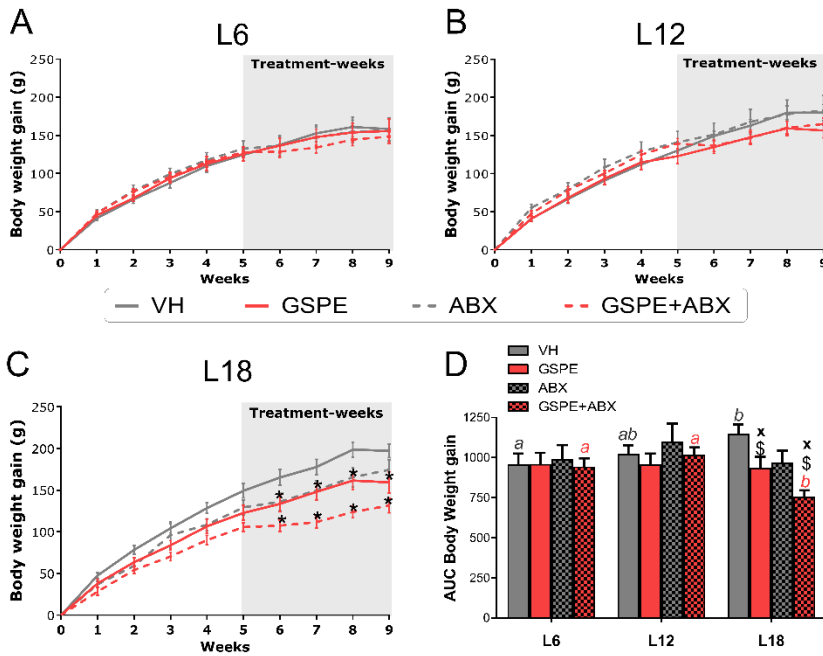 A
L6
Body weight gain (g)
250
200
150
100
50
0
Treatment-weeks
0 1 2 3 4 5 6 7 8 9
Weeks
B
L12
Body weight gain (g)
250
200
150
100
50
0
Treatment-weeks
0 1 2 3 4 5 6 7 8 9
Weeks
VH GSPE ABX GSPE+ABX
C
L18
Body weight gain (g)
250
200
150
100
50
0
Treatment-weeks
* * * *
* * * *
0 1 2 3 4 5 6 7 8 9
Weeks
D
VH
GSPE
ABX
GSPE+ABX
AUC Body Weight gain
1250
1000
750
500
250
0
a a ab a b x $ x $ b
L6 L12 L18